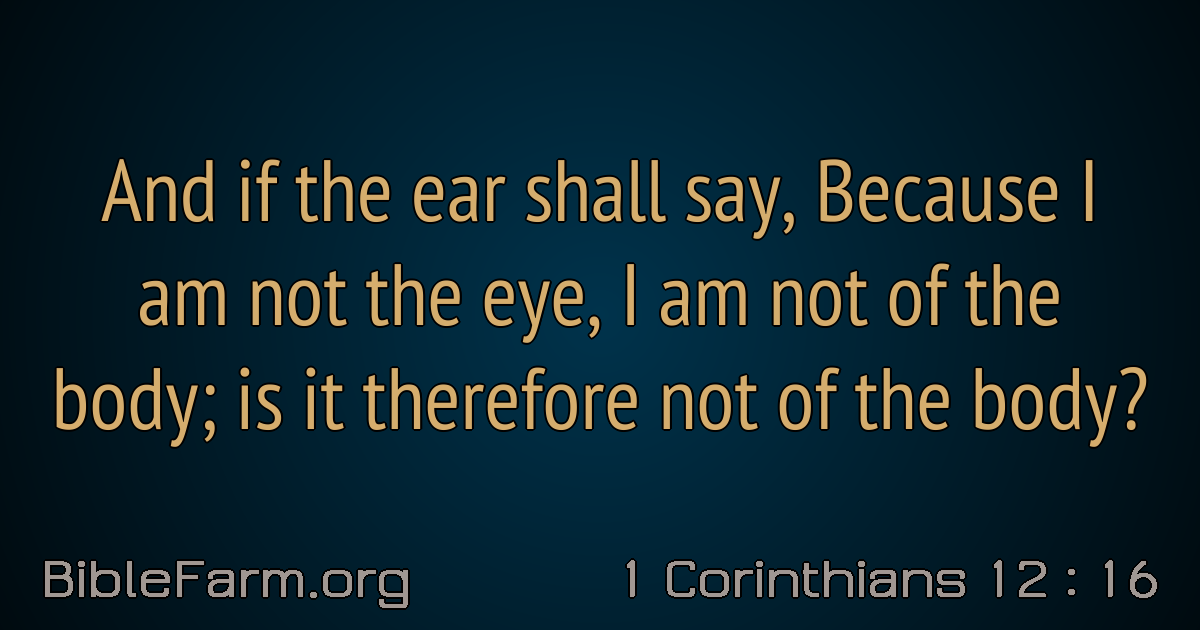 And if the ear shall say, Because I
am not the eye, I am not of the
body; is it therefore not of the body?
BibleFarm.org
1 Corinthians 12 : 16